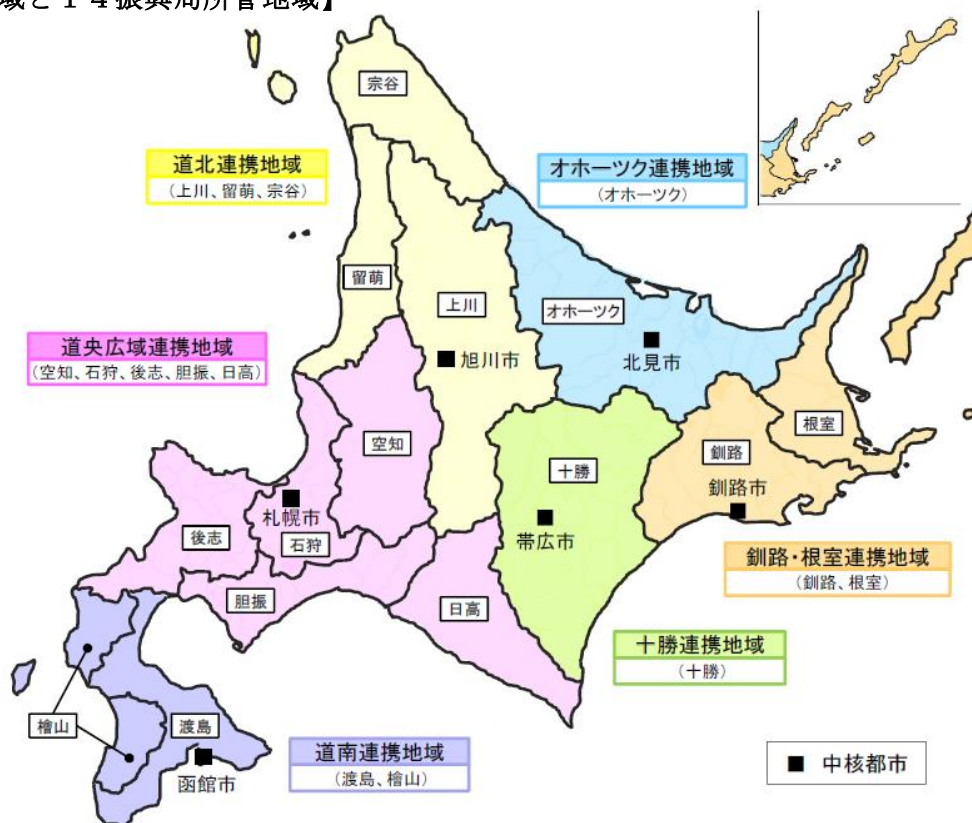 域と14振興局所管地域】
宗谷
道北連携地域
(上川、留萌、宗谷)
オホーツク連携地域
(オホーツク)
留萌
上川
オホーツク
道央広域連携地域
(空知、石狩、後志、胆振、日高)
旭川市
北見市
空知
十勝
釧路
根室
札幌市
釧路市
後志
石狩
帯広市
釧路・根室連携地域
(釧路、根室)
胆振
日高
十勝連携地域
(十勝)
檜山
渡島
道南連携地域
(渡島、檜山)
函館市
■ 中核都市